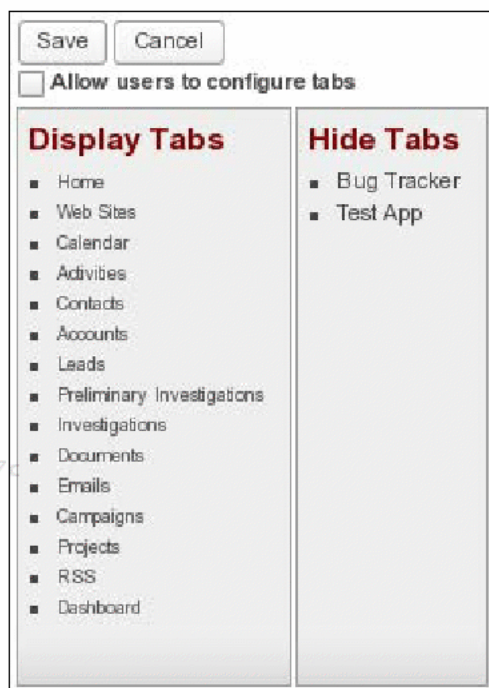 Save Cancel
Allow users to configure tabs
Display Tabs
Home
Web Sites
Calendar
Activities
Contacts
Accounts
Leads
Preliminary Investigations
Investigations
Documents
Emails
Campaigns
Projects
RSS
Dashboard
Hide Tabs
Bug Tracker
Test App